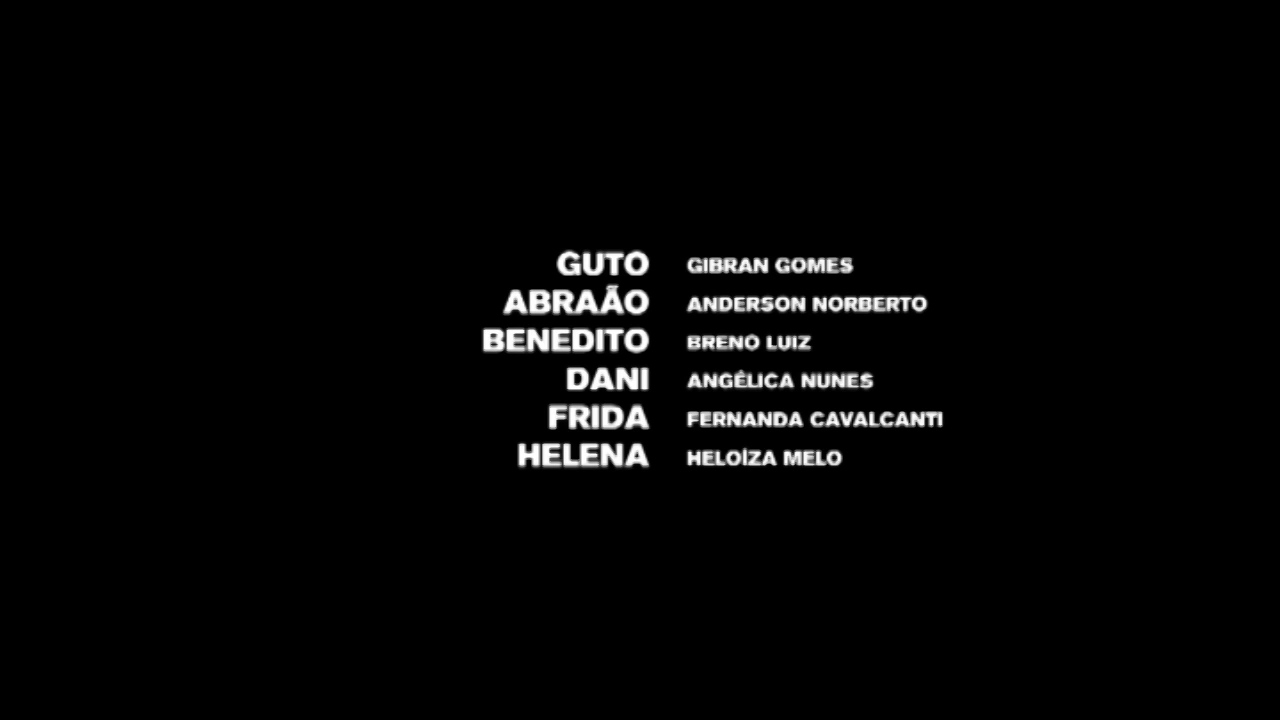 GUTO GIBRAN GOMES
ABRAÃO ANDERSON NORBERTO
BENEDITO BRENO LUIZ
DANI ANGÊLICA NUNES
FRIDA FERNANDA CAVALCANTI
HELENA HELOÍZA MELO